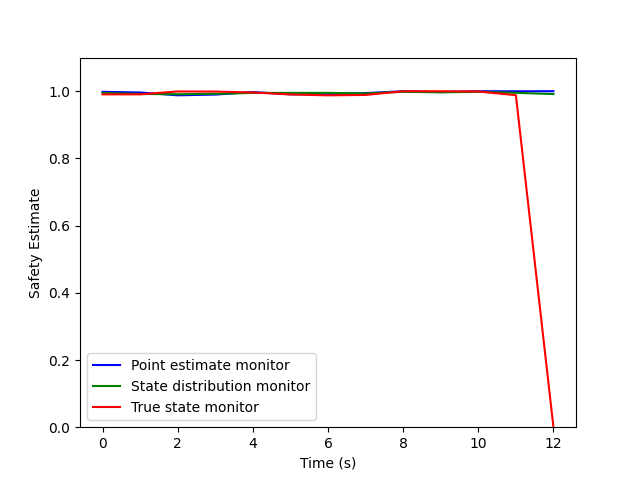 1.0
0.8
0.6
0.4
0.2
0.0
Safety Estimate
Point estimate monitor
State distribution monitor
True state monitor
0 2 4 6 8 10 12
Time (s)